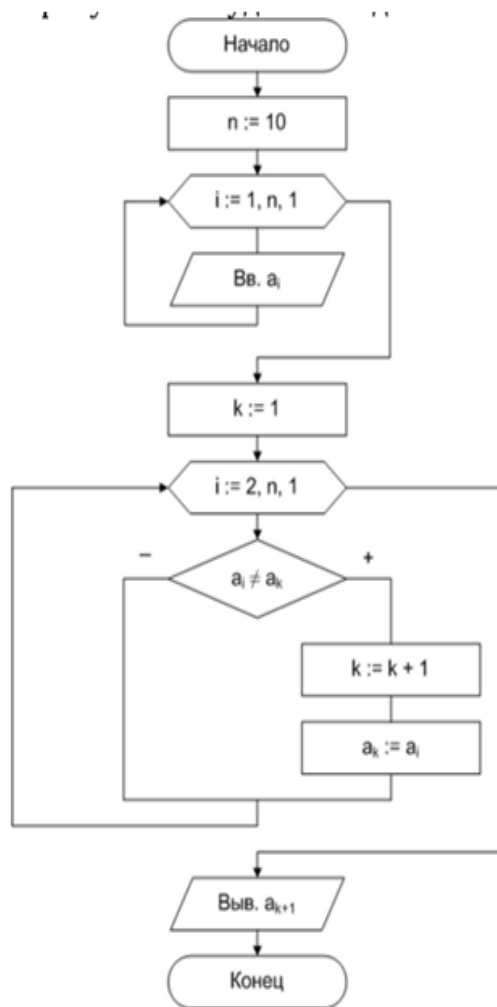 Начало
n := 10
i := 1, n, 1
Вв. aᵢ
k := 1
i := 2, n, 1
– +
aᵢ ≠ aₖ
k := k + 1
aₖ := aᵢ
Выв. aₖ₊₁
Конец